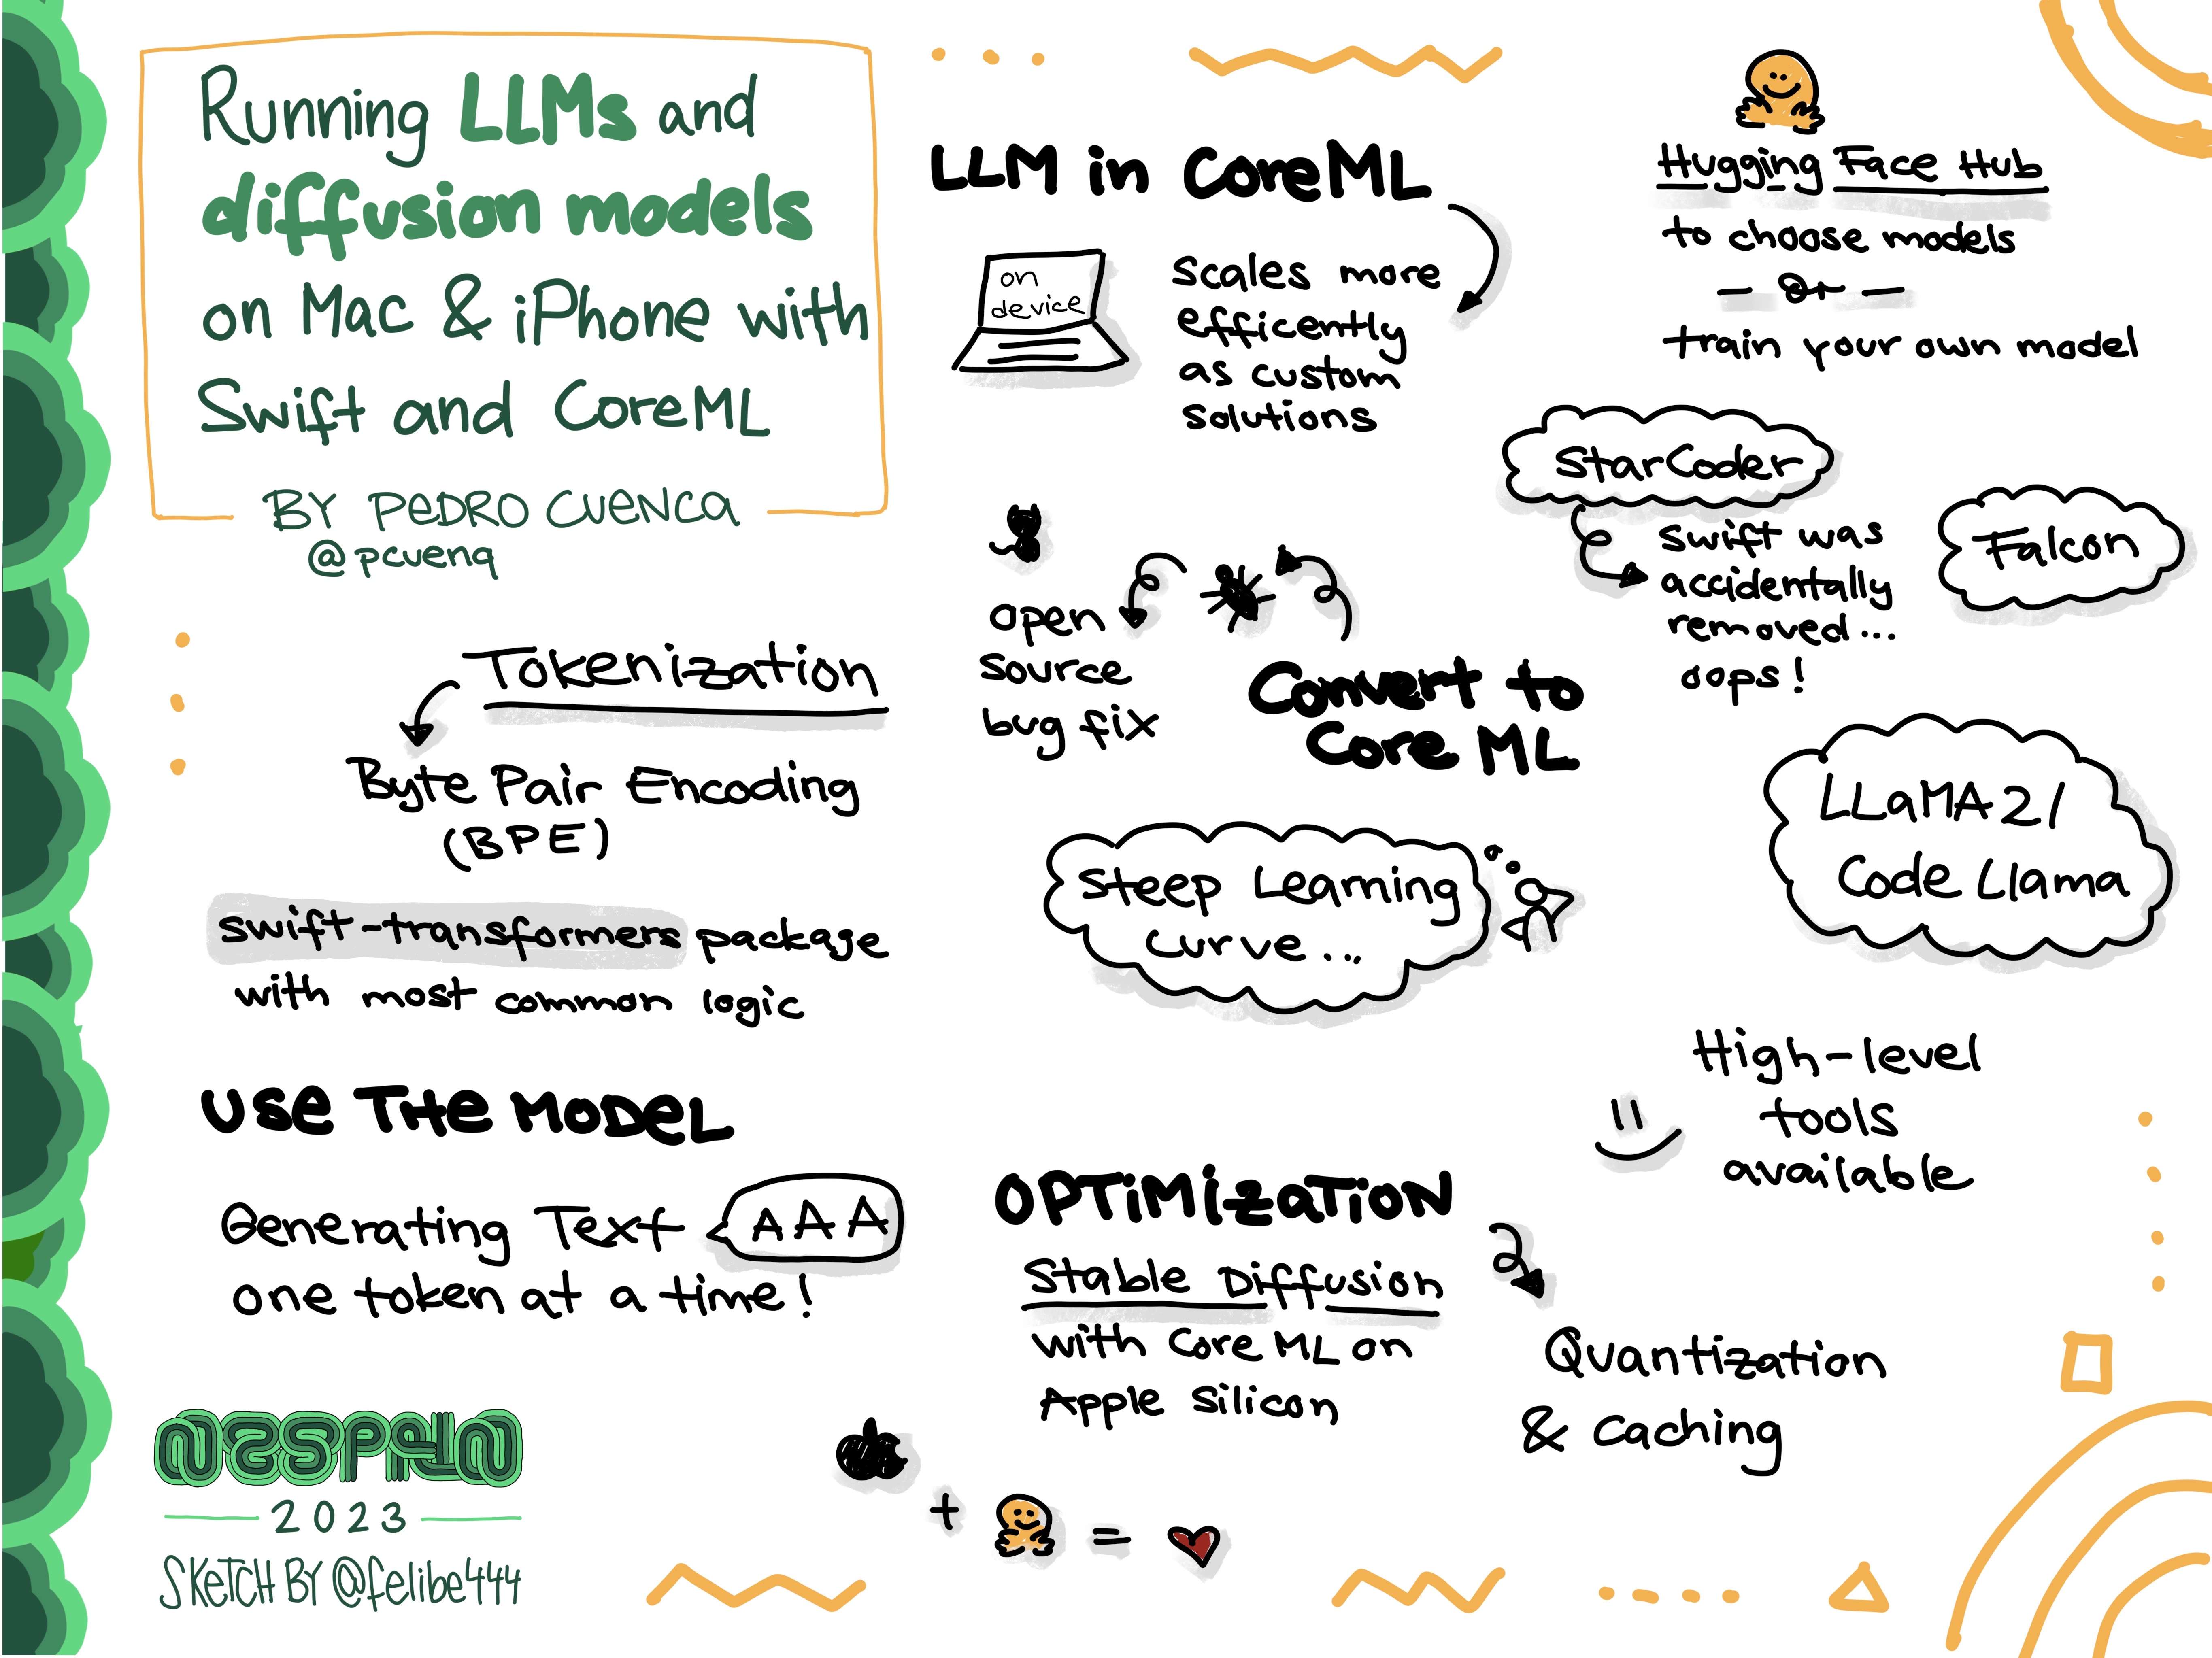 Running LLMs and
diffusion models
on Mac & iPhone with
Swift and CoreML
BY PEDRO CUENCA
@pcuenq
Tokenization
Byte Pair Encoding
(BPE)
swift-transformers package
with most common logic
USE THE MODEL
Generating Text
AAA
one token at a time!
NSSpain
2023
SKETCH BY @felibe444
LLM in CoreML
on
device
scales more
efficently
as custom
solutions
open
source
bug fix
Convert to
Core ML
Steep Learning
curve...
OPTIMIZATION
Stable Diffusion
with Core ML on
Apple Silicon
+
=
Hugging Face Hub
to choose models
- or -
train your own model
StarCoder
swift was
accidentally
removed...
oops!
Falcon
LLaMA2/
Code Llama
High-level
tools
available
Quantization
& caching